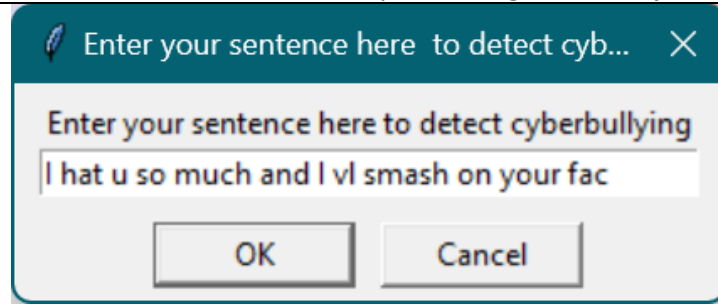 Enter your sentence here  to detect cyb...
Enter your sentence here to detect cyberbullying
I hat u so much and I vl smash on your fac
OK Cancel